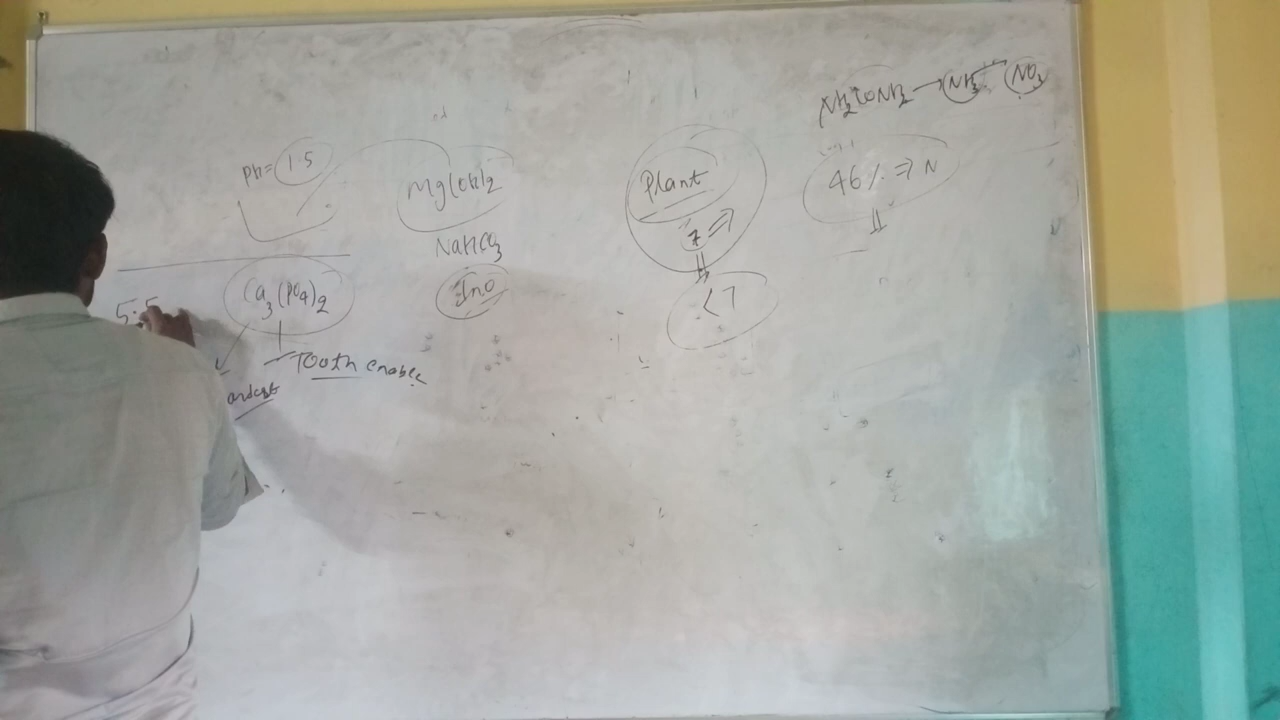 NH2CONH2 → NH3 NO3
PH= 1.5
Mg(OH)2
Plant
46% ⇒ N
7 ⇒
NaHCO3
Ca3(PO4)2
Ino
< 7
5.5
Tooth enable